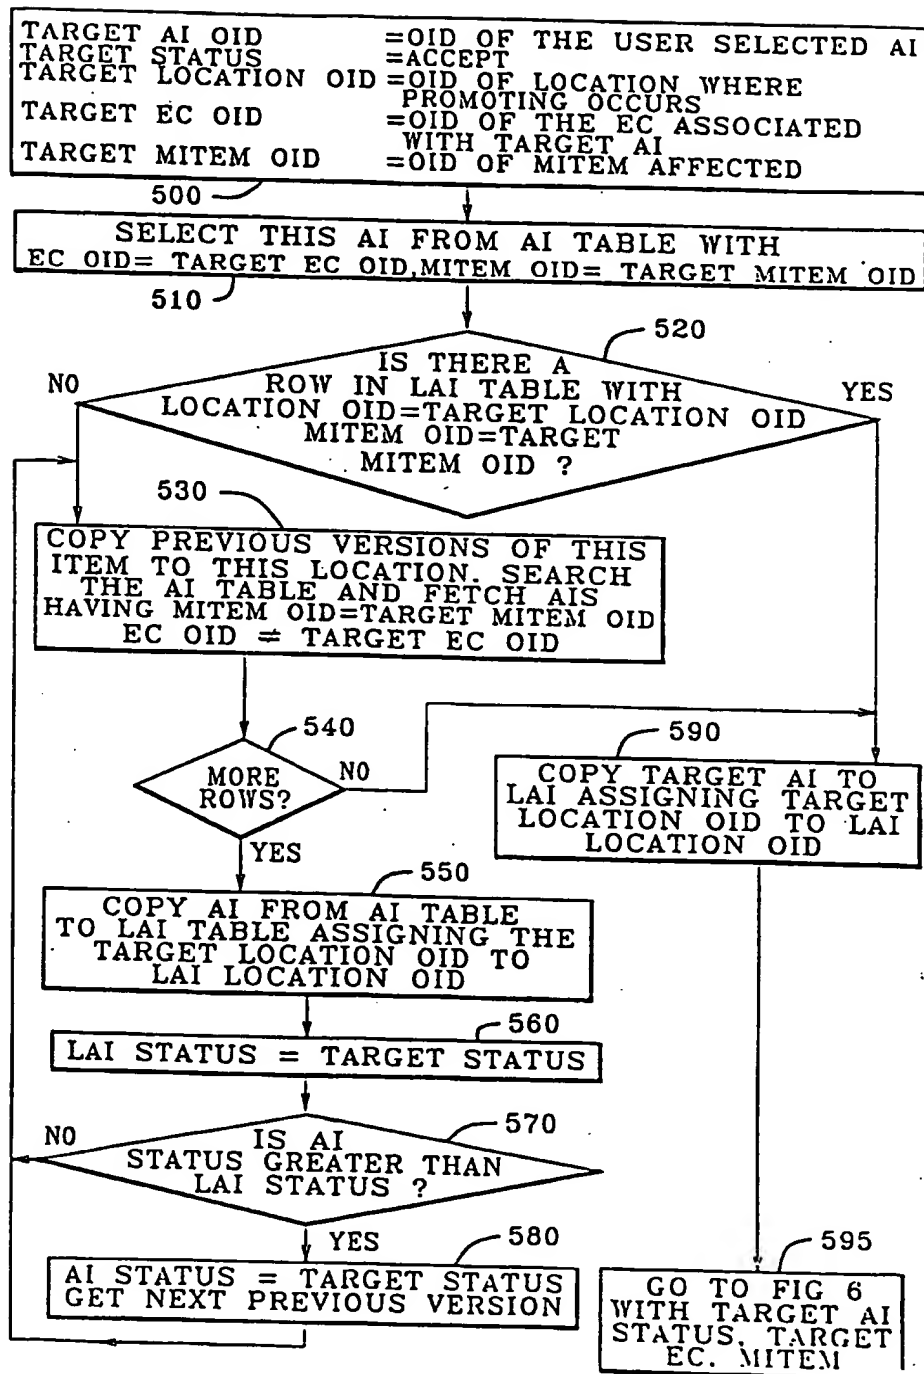 TARGET AI OID =OID OF THE USER SELECTED AI
TARGET STATUS =ACCEPT
TARGET LOCATION OID =OID OF LOCATION WHERE
PROMOTING OCCURS
TARGET EC OID =OID OF THE EC ASSOCIATED
WITH TARGET AI
TARGET MITEM OID =OID OF MITEM AFFECTED
500
SELECT THIS AI FROM AI TABLE WITH
EC OID= TARGET EC OID,MITEM OID= TARGET MITEM OID
510
520
IS THERE A
ROW IN LAI TABLE WITH
LOCATION OID=TARGET LOCATION OID
MITEM OID=TARGET
MITEM OID ?
NO
YES
530
COPY PREVIOUS VERSIONS OF THIS
ITEM TO THIS LOCATION. SEARCH
THE AI TABLE AND FETCH AIS
HAVING MITEM OID=TARGET MITEM OID
EC OID ≠ TARGET EC OID
540
MORE
ROWS?
NO
YES
590
COPY TARGET AI TO
LAI ASSIGNING TARGET
LOCATION OID TO LAI
LOCATION OID
550
COPY AI FROM AI TABLE
TO LAI TABLE ASSIGNING THE
TARGET LOCATION OID TO
LAI LOCATION OID
560
LAI STATUS = TARGET STATUS
570
NO
IS AI
STATUS GREATER THAN
LAI STATUS ?
YES
580
AI STATUS = TARGET STATUS
GET NEXT PREVIOUS VERSION
595
GO TO FIG 6
WITH TARGET AI
STATUS. TARGET
EC. MITEM